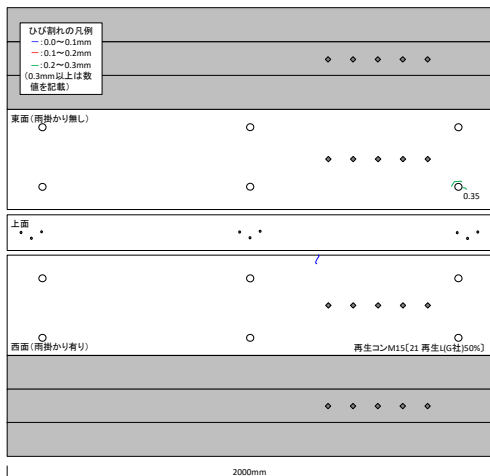 ひび割れの凡例
ー:0.0～0.1mm
ー:0.1～0.2mm
ー:0.2～0.3mm
(0.3mm以上は数
値を記載)
東面(雨掛かり無し)
0.35
上面
西面(雨掛かり有り)
再生コンM15[21 再生L(G社)50%]
2000mm